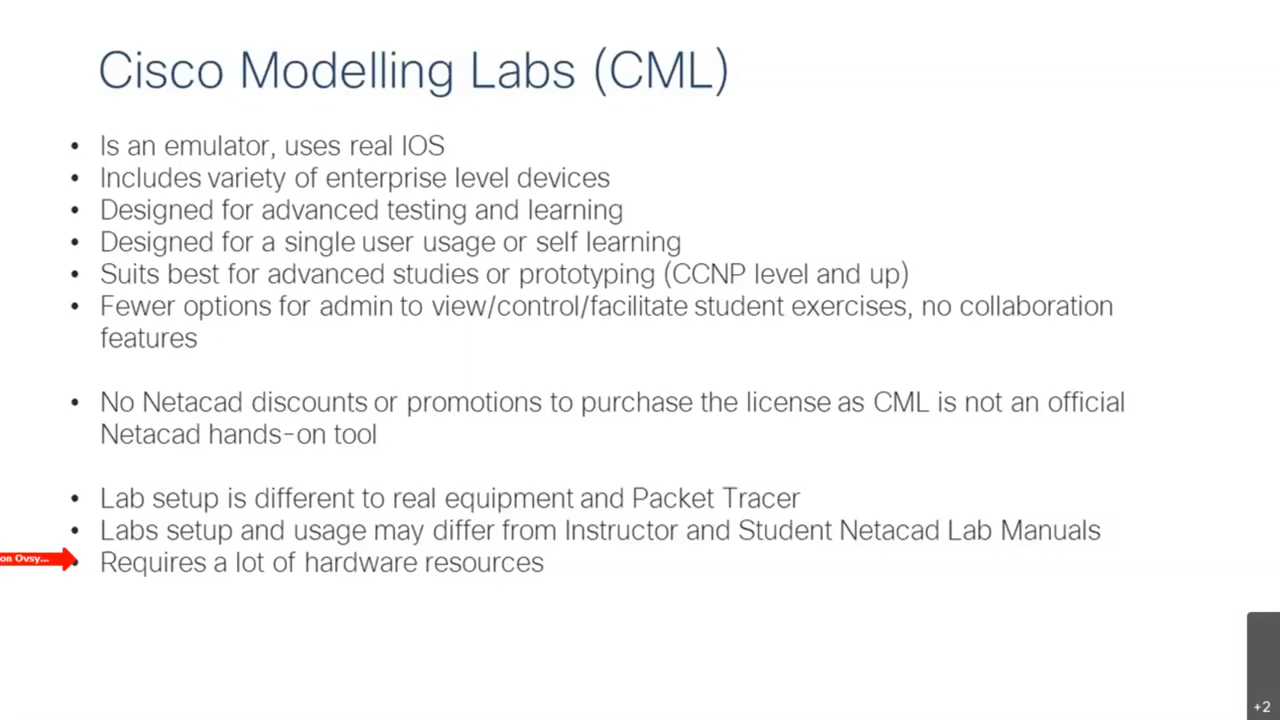 Cisco Modelling Labs (CML)
• Is an emulator, uses real IOS
• Includes variety of enterprise level devices
• Designed for advanced testing and learning
• Designed for a single user usage or self learning
• Suits best for advanced studies or prototyping (CCNP level and up)
• Fewer options for admin to view/control/facilitate student exercises, no collaboration
features
• No Netacad discounts or promotions to purchase the license as CML is not an official
Netacad hands-on tool
• Lab setup is different to real equipment and Packet Tracer
• Labs setup and usage may differ from Instructor and Student Netacad Lab Manuals
on Ovsy...
• Requires a lot of hardware resources
+2